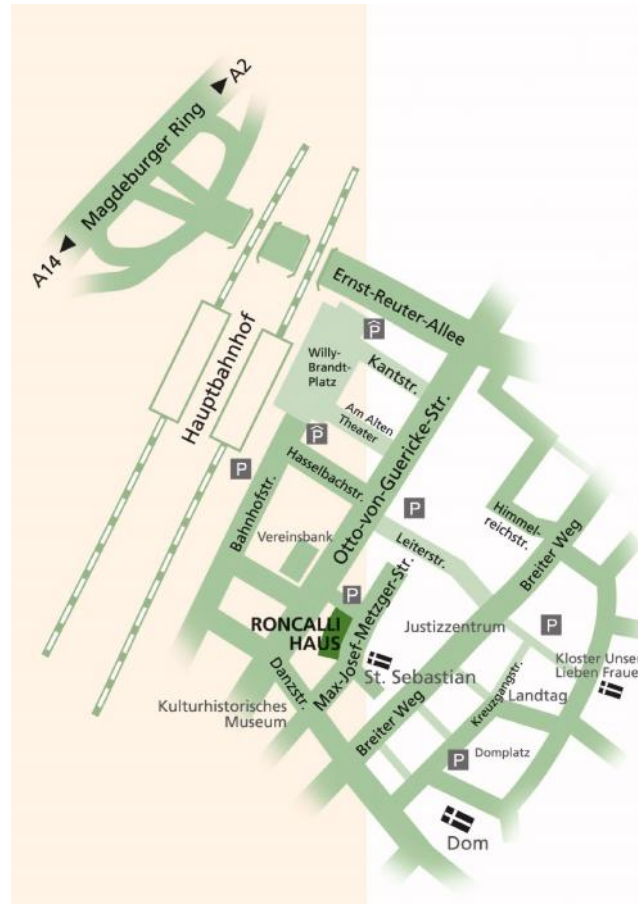 A2
Magdeburger Ring
A14
Ernst-Reuter-Allee
P
Willy-
Brandt-
Platz
Kantstr.
Hauptbahnhof
Am Alten
Theater
P
P
Hasselbachstr.
Otto-von-Guericke-Str.
P
Bahnhofstr.
Vereinsbank
Leiterstr.
Himmel-
reichstr.
Breiter Weg
P
RONCALLI
HAUS
Max-Josef-Metzger-Str.
Justizzentrum
P
Kloster Unser
Lieben Fraue
St. Sebastian
Danzstr.
Kulturhistorisches
Museum
Breiter Weg
Kreuzgangstr.
Landtag
P
Domplatz
Dom